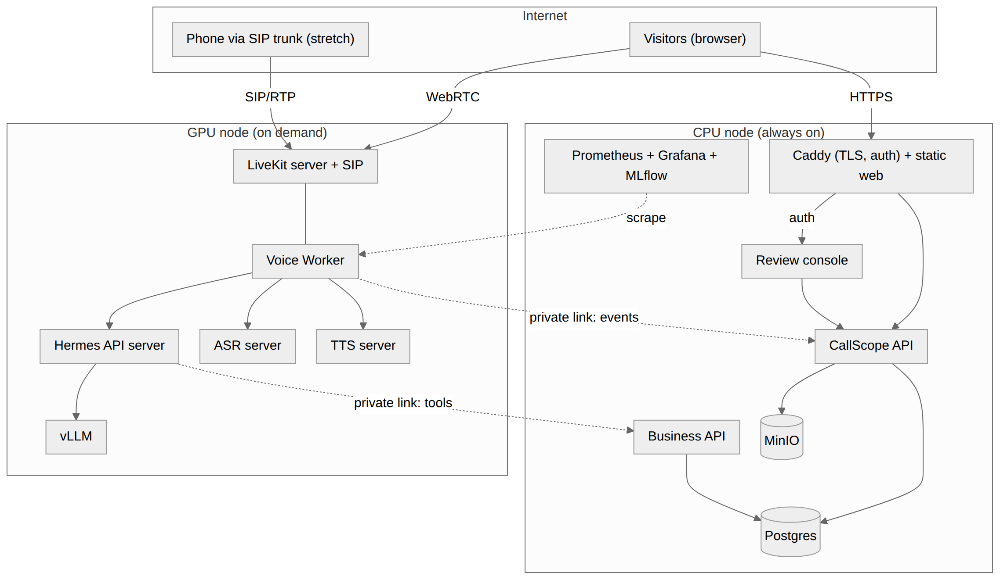 Internet
Phone via SIP trunk (stretch)
Visitors (browser)
SIP/RTP
WebRTC
HTTPS
GPU node (on demand)
CPU node (always on)
LiveKit server + SIP
Prometheus + Grafana +
MLflow
Caddy (TLS, auth) + static
web
scrape
auth
Voice Worker
Review console
private link: events
Hermes API server
ASR server
TTS server
CallScope API
private link: tools
vLLM
Business API
MinIO
Postgres